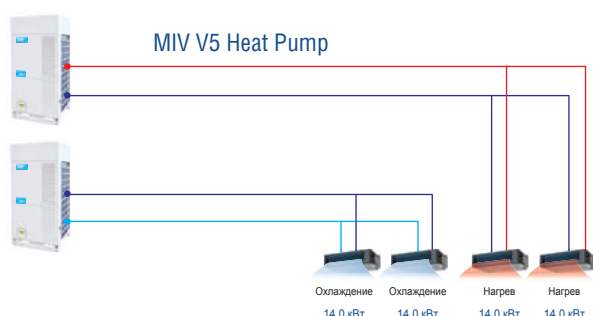 MIV V5 Heat Pump
Охлаждение Охлаждение Нагрев Нагрев
14.0 кВт 14.0 кВт 14.0 кВт 14.0 кВт